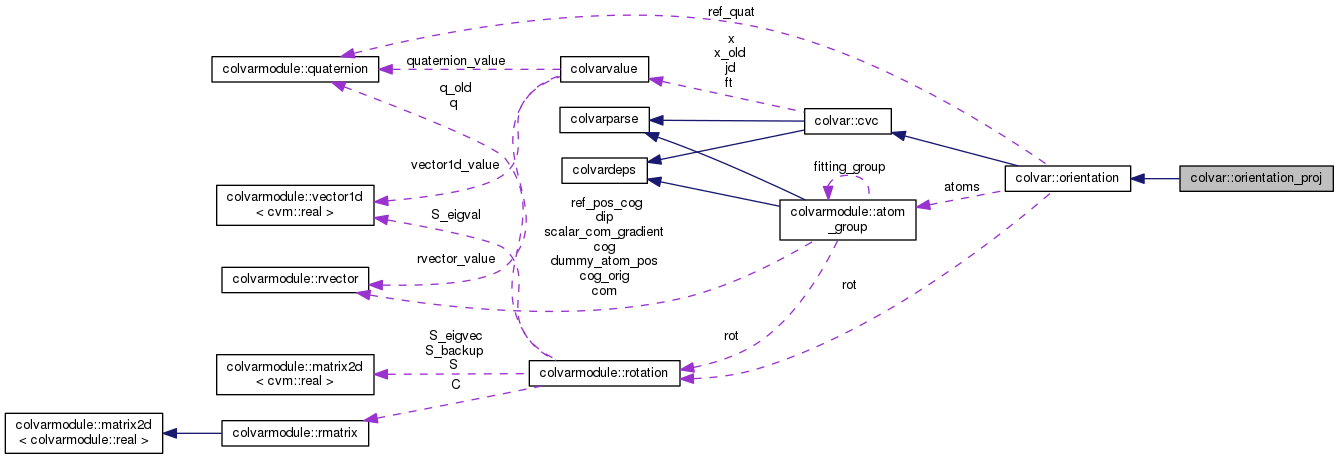 ref_quat
colvarmodule::quaternion
quaternion_value
colvarvalue
x
x_old
jd
ft
q_old
q
colvarparse
colvar::cvc
colvardeps
fitting_group
vector1d_value
colvarmodule::vector1d
< cvm::real >
S_eigval
colvar::orientation
colvar::orientation_proj
atoms
colvarmodule::atom
_group
ref_pos_cog
dip
scalar_com_gradient
cog
dummy_atom_pos
cog_orig
com
rvector_value
colvarmodule::rvector
rot
rot
S_eigvec
S_backup
S
colvarmodule::matrix2d
< cvm::real >
colvarmodule::rotation
C
colvarmodule::matrix2d
< colvarmodule::real >
colvarmodule::rmatrix